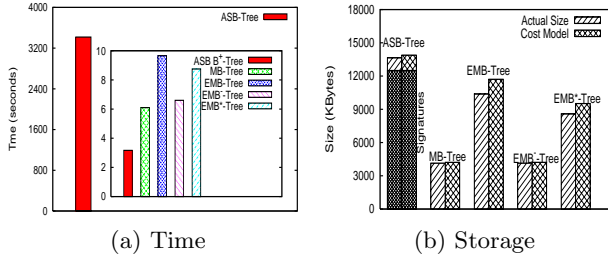 ASB-Tree
4000
3200
2400
1600
800
0
Tme (seconds)
10
8
6
4
2
0
ASB B+-Tree
MB-Tree
EMB-Tree
EMB--Tree
EMB*-Tree
(a) Time
Actual Size
Cost Model
18000
15000
12000
9000
6000
3000
0
Size (KBytes)
ASB-Tree
Signatures
MB-Tree
EMB-Tree
EMB--Tree
EMB*-Tree
(b) Storage